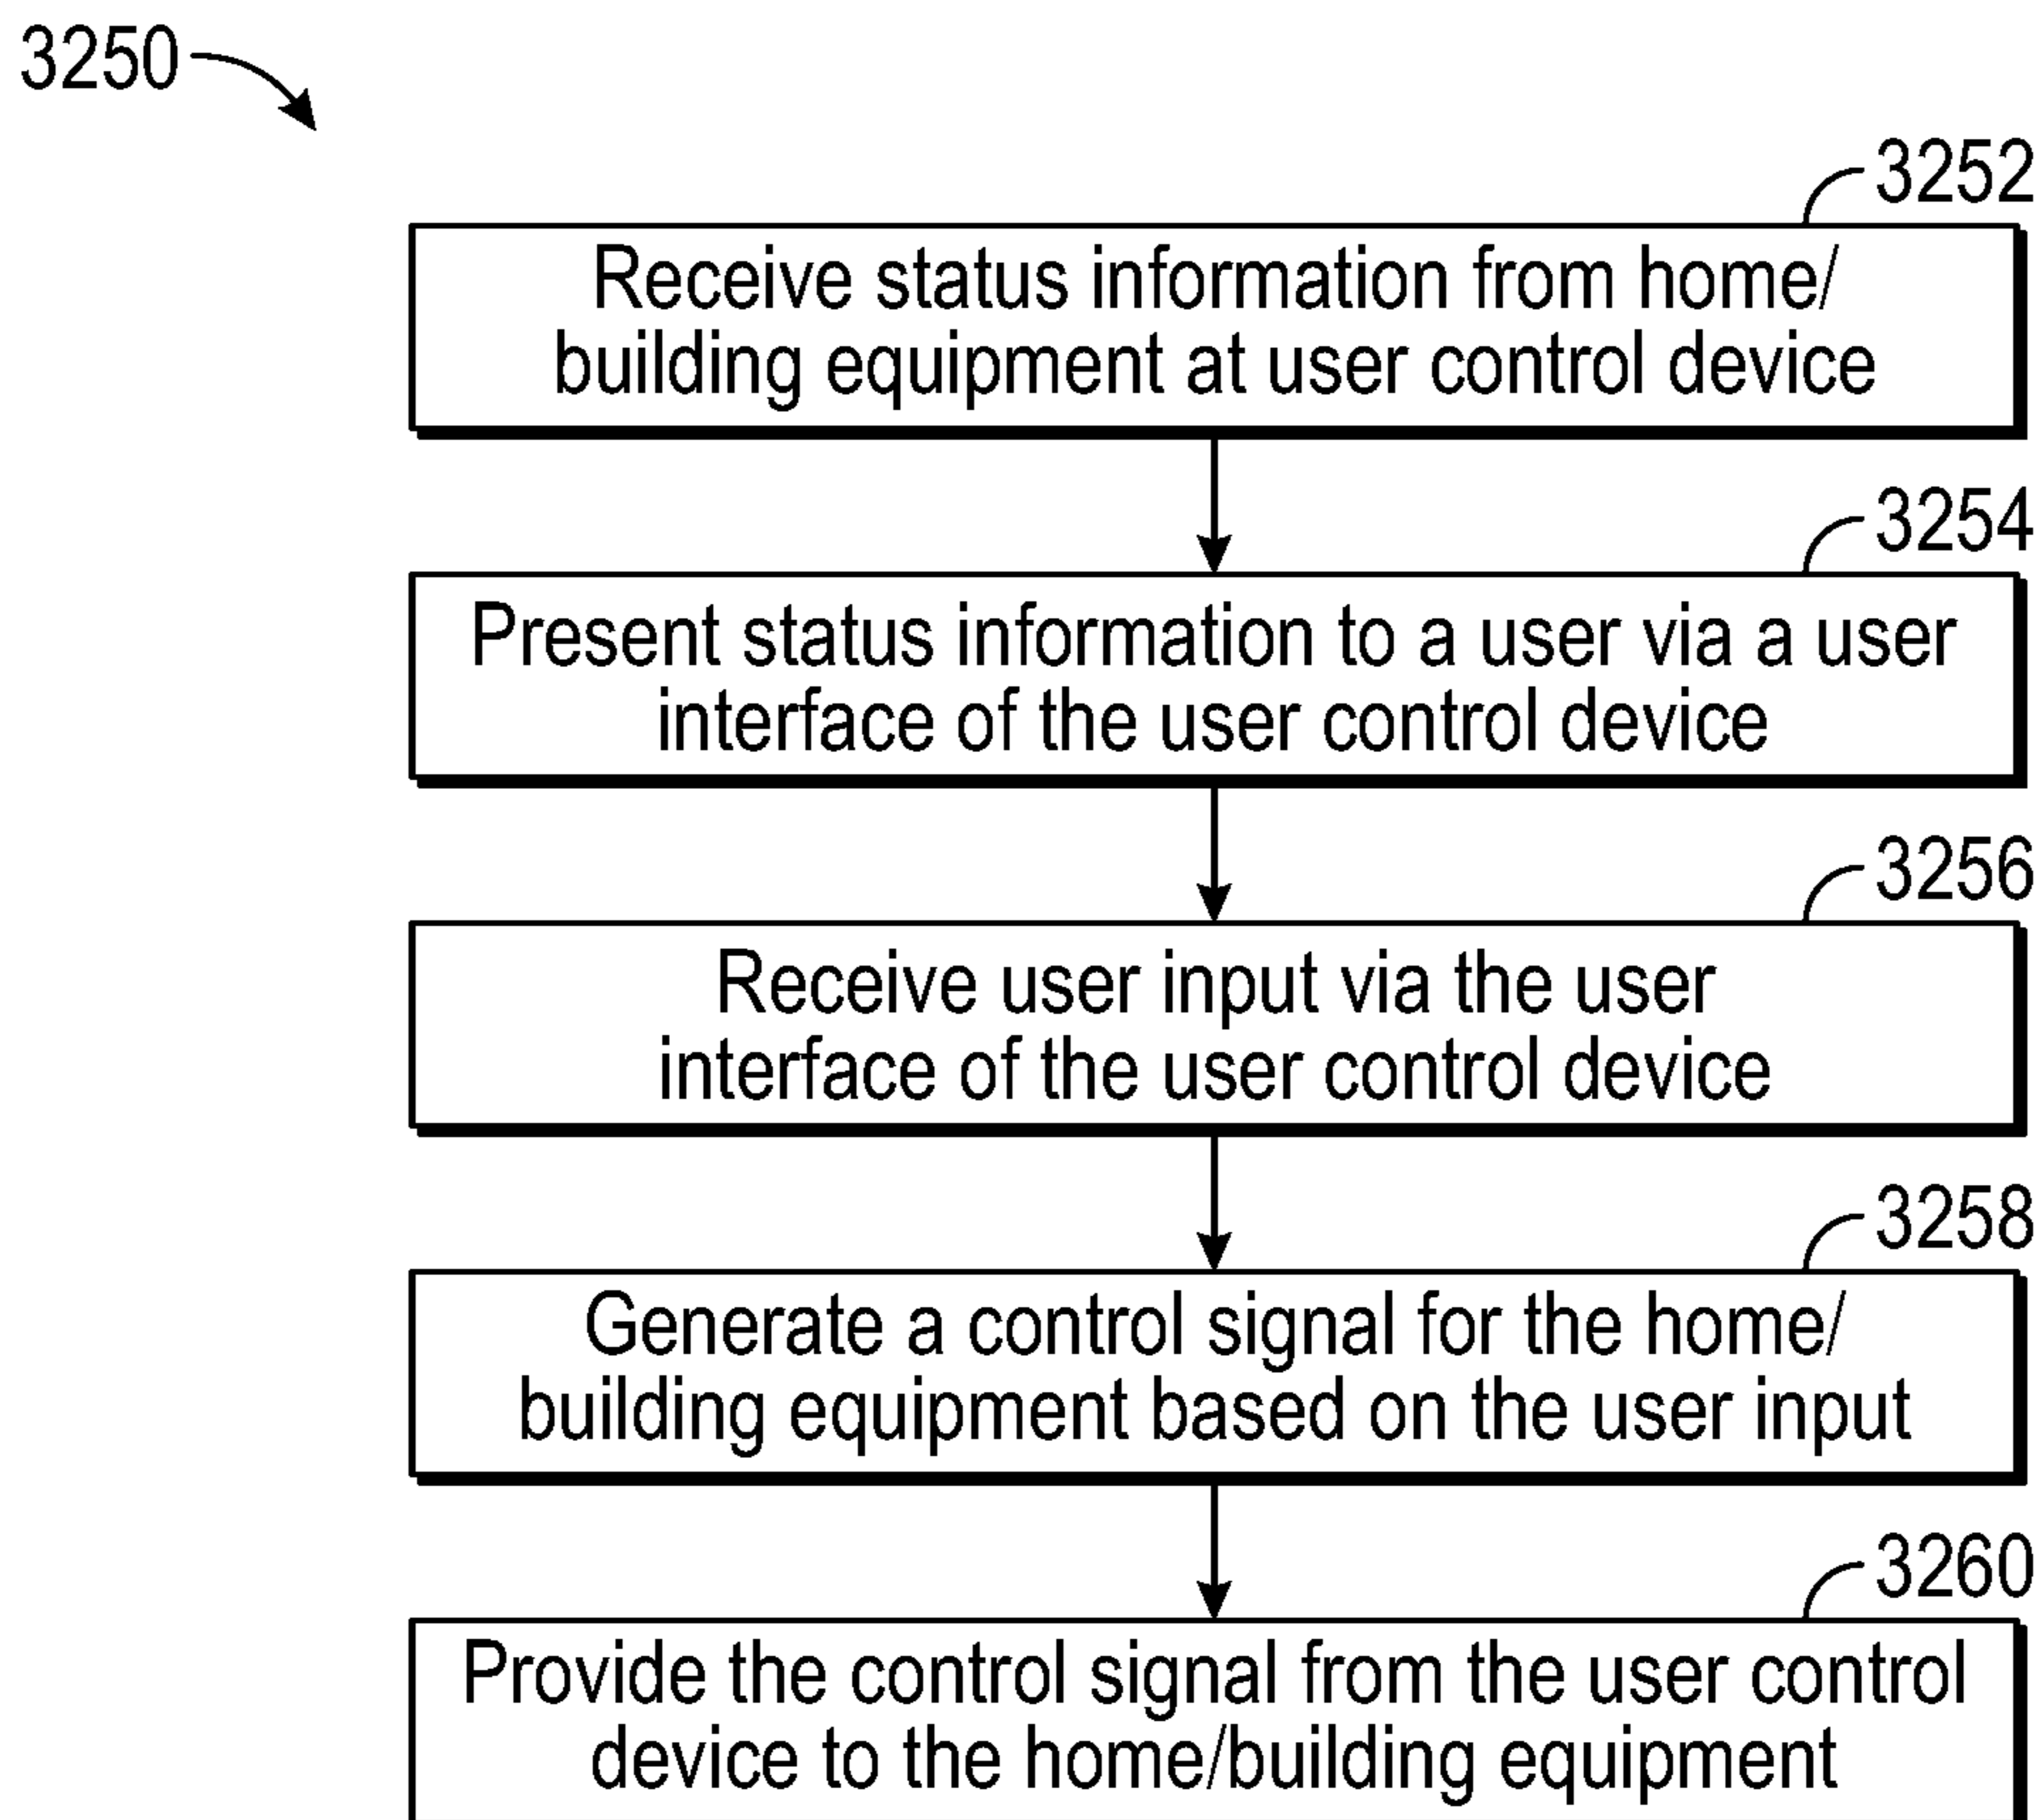 3250
3252
Receive status information from home/
building equipment at user control device
3254
Present status information to a user via a user
interface of the user control device
3256
Receive user input via the user
interface of the user control device
3258
Generate a control signal for the home/
building equipment based on the user input
3260
Provide the control signal from the user control
device to the home/building equipment